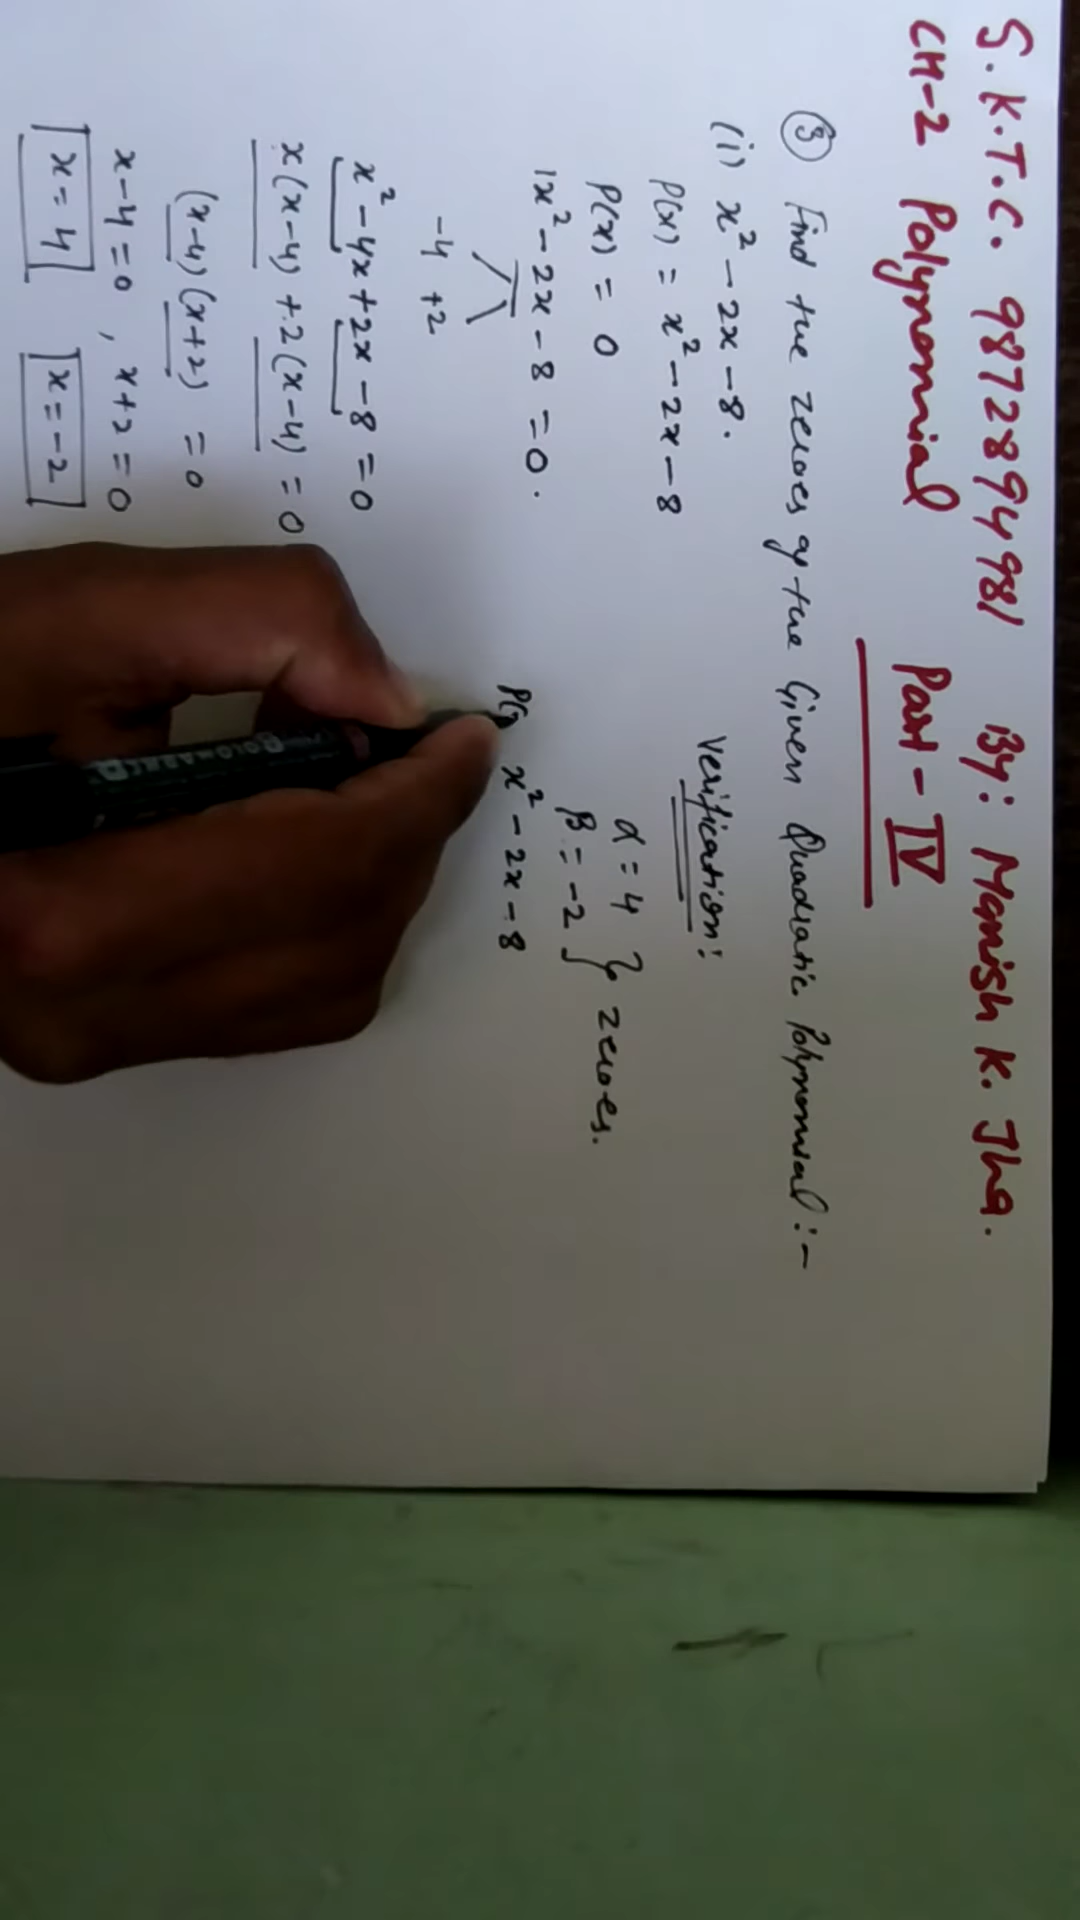 S.K.T.C. 9872894981 By: Manish K. Jha.
CH-2 Polynomial Part-IV
③ Find the zeroes of the Given Quadratic Polynomial:-
(i) x² - 2x - 8.
P(x) = x² - 2x - 8
P(x) = 0
1x² - 2x - 8 = 0.
-4 +2
x² - 4x + 2x - 8 = 0
x(x-4) + 2(x-4) = 0
(x-4)(x+2) = 0
x-4=0, x+2=0
x=4 x=-2
Verification:
α = 4
β = -2 } zeroes.
x² - 2x - 8